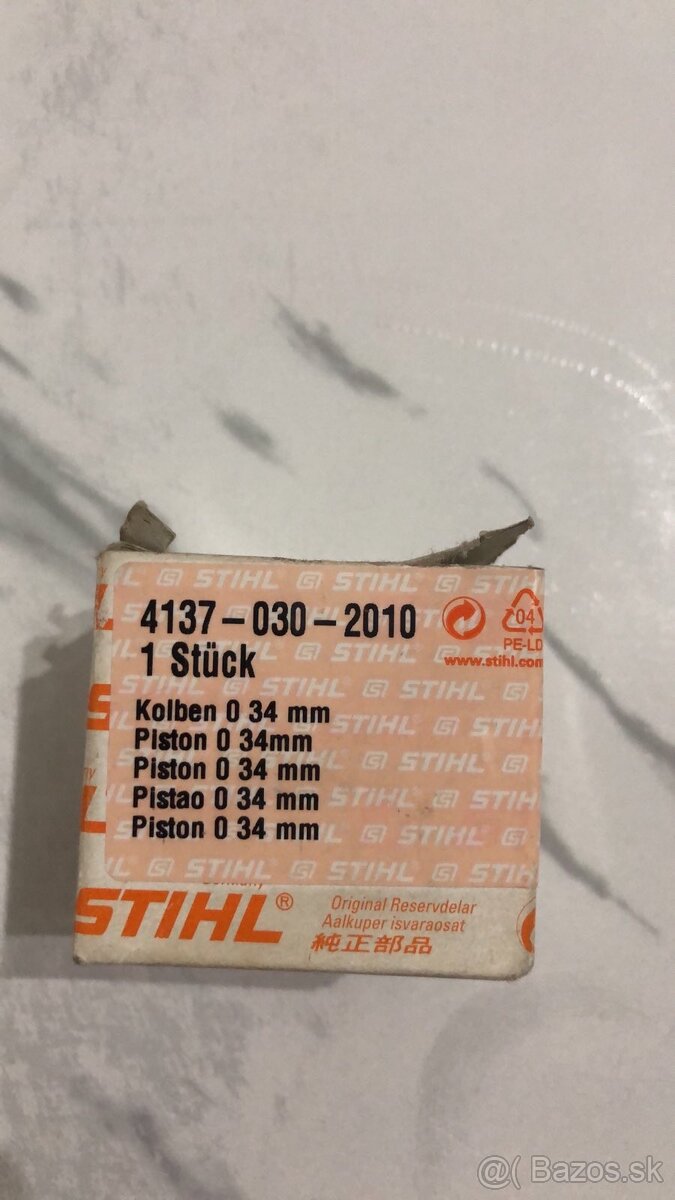 4137-030-2010
1 Stück
04
PE-LD
www.stihl.com
Kolben 0 34 mm
Piston 0 34mm
Piston 0 34 mm
Pistao 0 34 mm
Piston 0 34 mm
STIHL®
Original Reservdelar
Aalkuper isvaraosat
純正部品
@( Bazos.sk